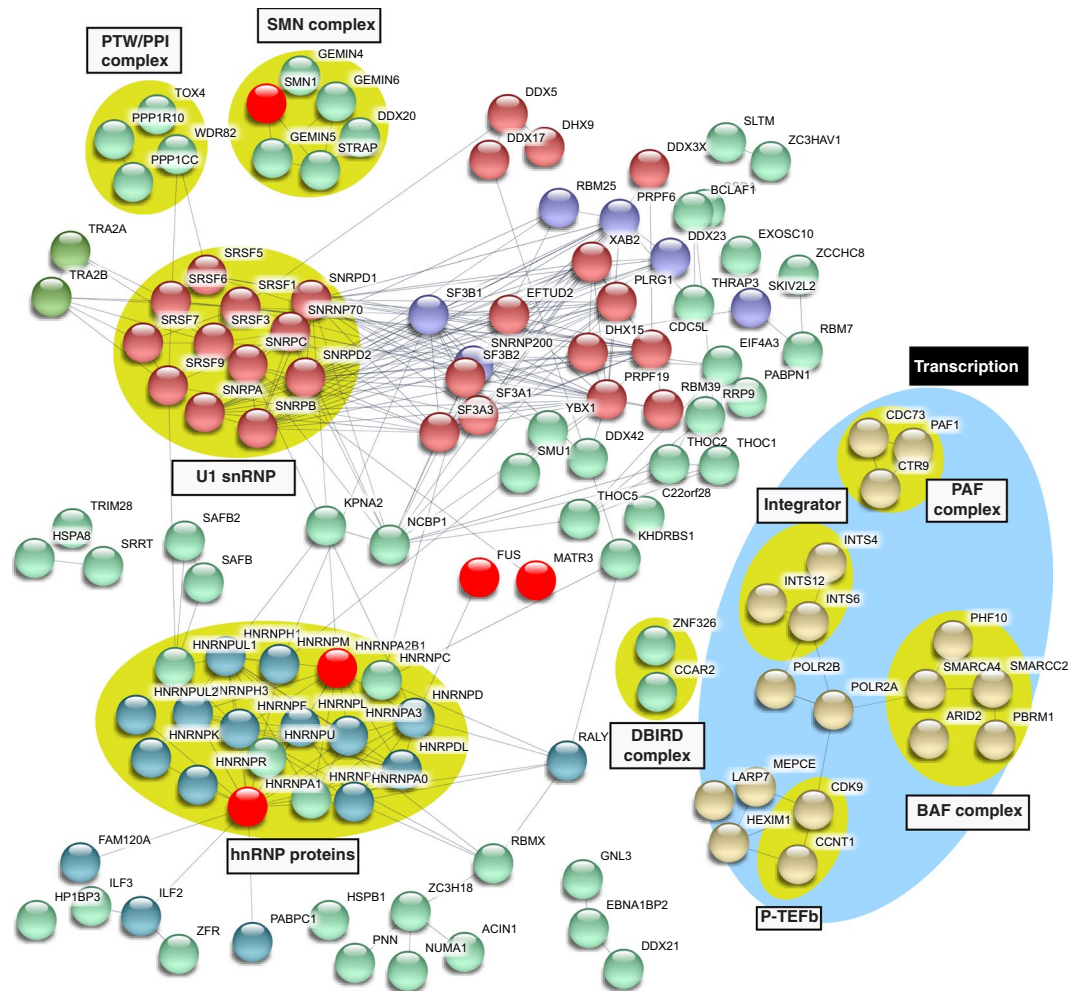 PTW/PPI
complex
SMN complex
GEMIN4
SMN1
GEMIN6
DDX20
GEMIN5
STRAP
TOX4
PPP1R10
WDR82
PPP1CC
DDX5
DHX9
DDX17
DDX3X
SLTM
ZC3HAV1
RBM25
PRPF6
BCLAF1
XAB2
DDX23
EXOSC10
ZCCHC8
TRA2A
TRA2B
SRSF5
SRSF6
SRSF1
SNRPD1
SRSF7
SRSF3
SNRNP70
SNRPC
SRSF9
SNRPD2
SNRPA
SNRPB
U1 snRNP
SF3B1
EFTUD2
PLRG1
THRAP3
SKIV2L2
SNRNP200
DHX15
CDC5L
RBM7
SF3B2
EIF4A3
PABPN1
SF3A1
PRPF19
RBM39
RRP9
SF3A3
YBX1
SMU1
DDX42
THOC2
THOC1
THOC5
C22orf28
KHDRBS1
KPNA2
NCBP1
Transcription
CDC73
PAF1
CTR9
PAF
complex
Integrator
INTS4
INTS12
INTS6
TRIM28
HSPA8
SRRT
SAFB2
SAFB
FUS
MATR3
ZNF326
CCAR2
DBIRD
complex
POLR2B
POLR2A
PHF10
SMARCA4
SMARCC2
ARID2
PBRM1
BAF complex
HNRNPH1
HNRNPM
HNRNPUL1
HNRNPA2B1
HNRNPC
HNRNPUL2
HNRNPL
HNRNPD
HNRNPA3
HNRNPK
HNRNPU
HNRPDL
HNRNPR
HNRNPA1
HNRNPA0
hnRNP proteins
RALY
MEPCE
LARP7
CDK9
HEXIM1
CCNT1
P-TEFb
FAM120A
HP1BP3
ILF3
ILF2
ZFR
PABPC1
HSPB1
ZC3H18
RBMX
PNN
NUMA1
ACIN1
GNL3
EBNA1BP2
DDX21